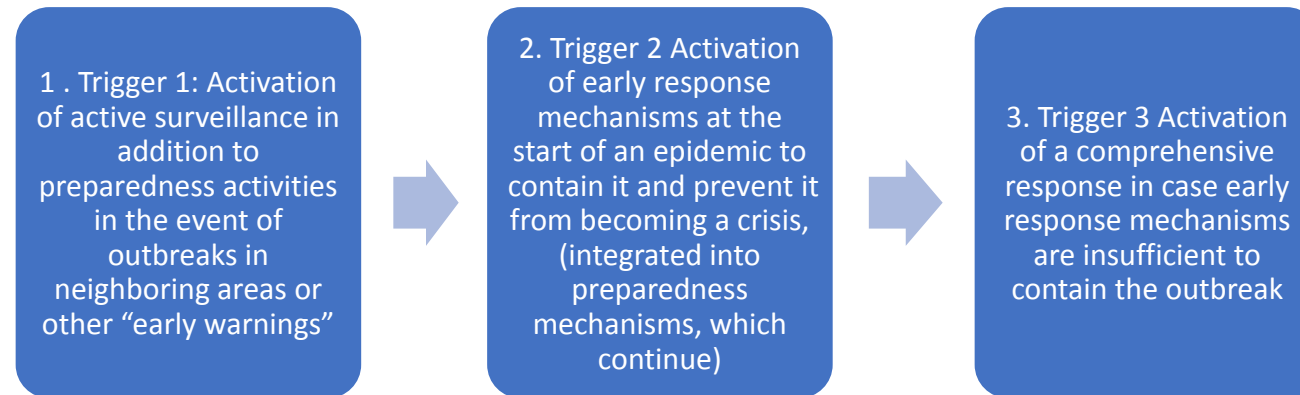 1 . Trigger 1: Activation
of active surveillance in
addition to
preparedness activities
in the event of
outbreaks in
neighboring areas or
other “early warnings”
2. Trigger 2 Activation
of early response
mechanisms at the
start of an epidemic to
contain it and prevent it
from becoming a crisis,
(integrated into
preparedness
mechanisms, which
continue)
3. Trigger 3 Activation
of a comprehensive
response in case early
response mechanisms
are insufficient to
contain the outbreak